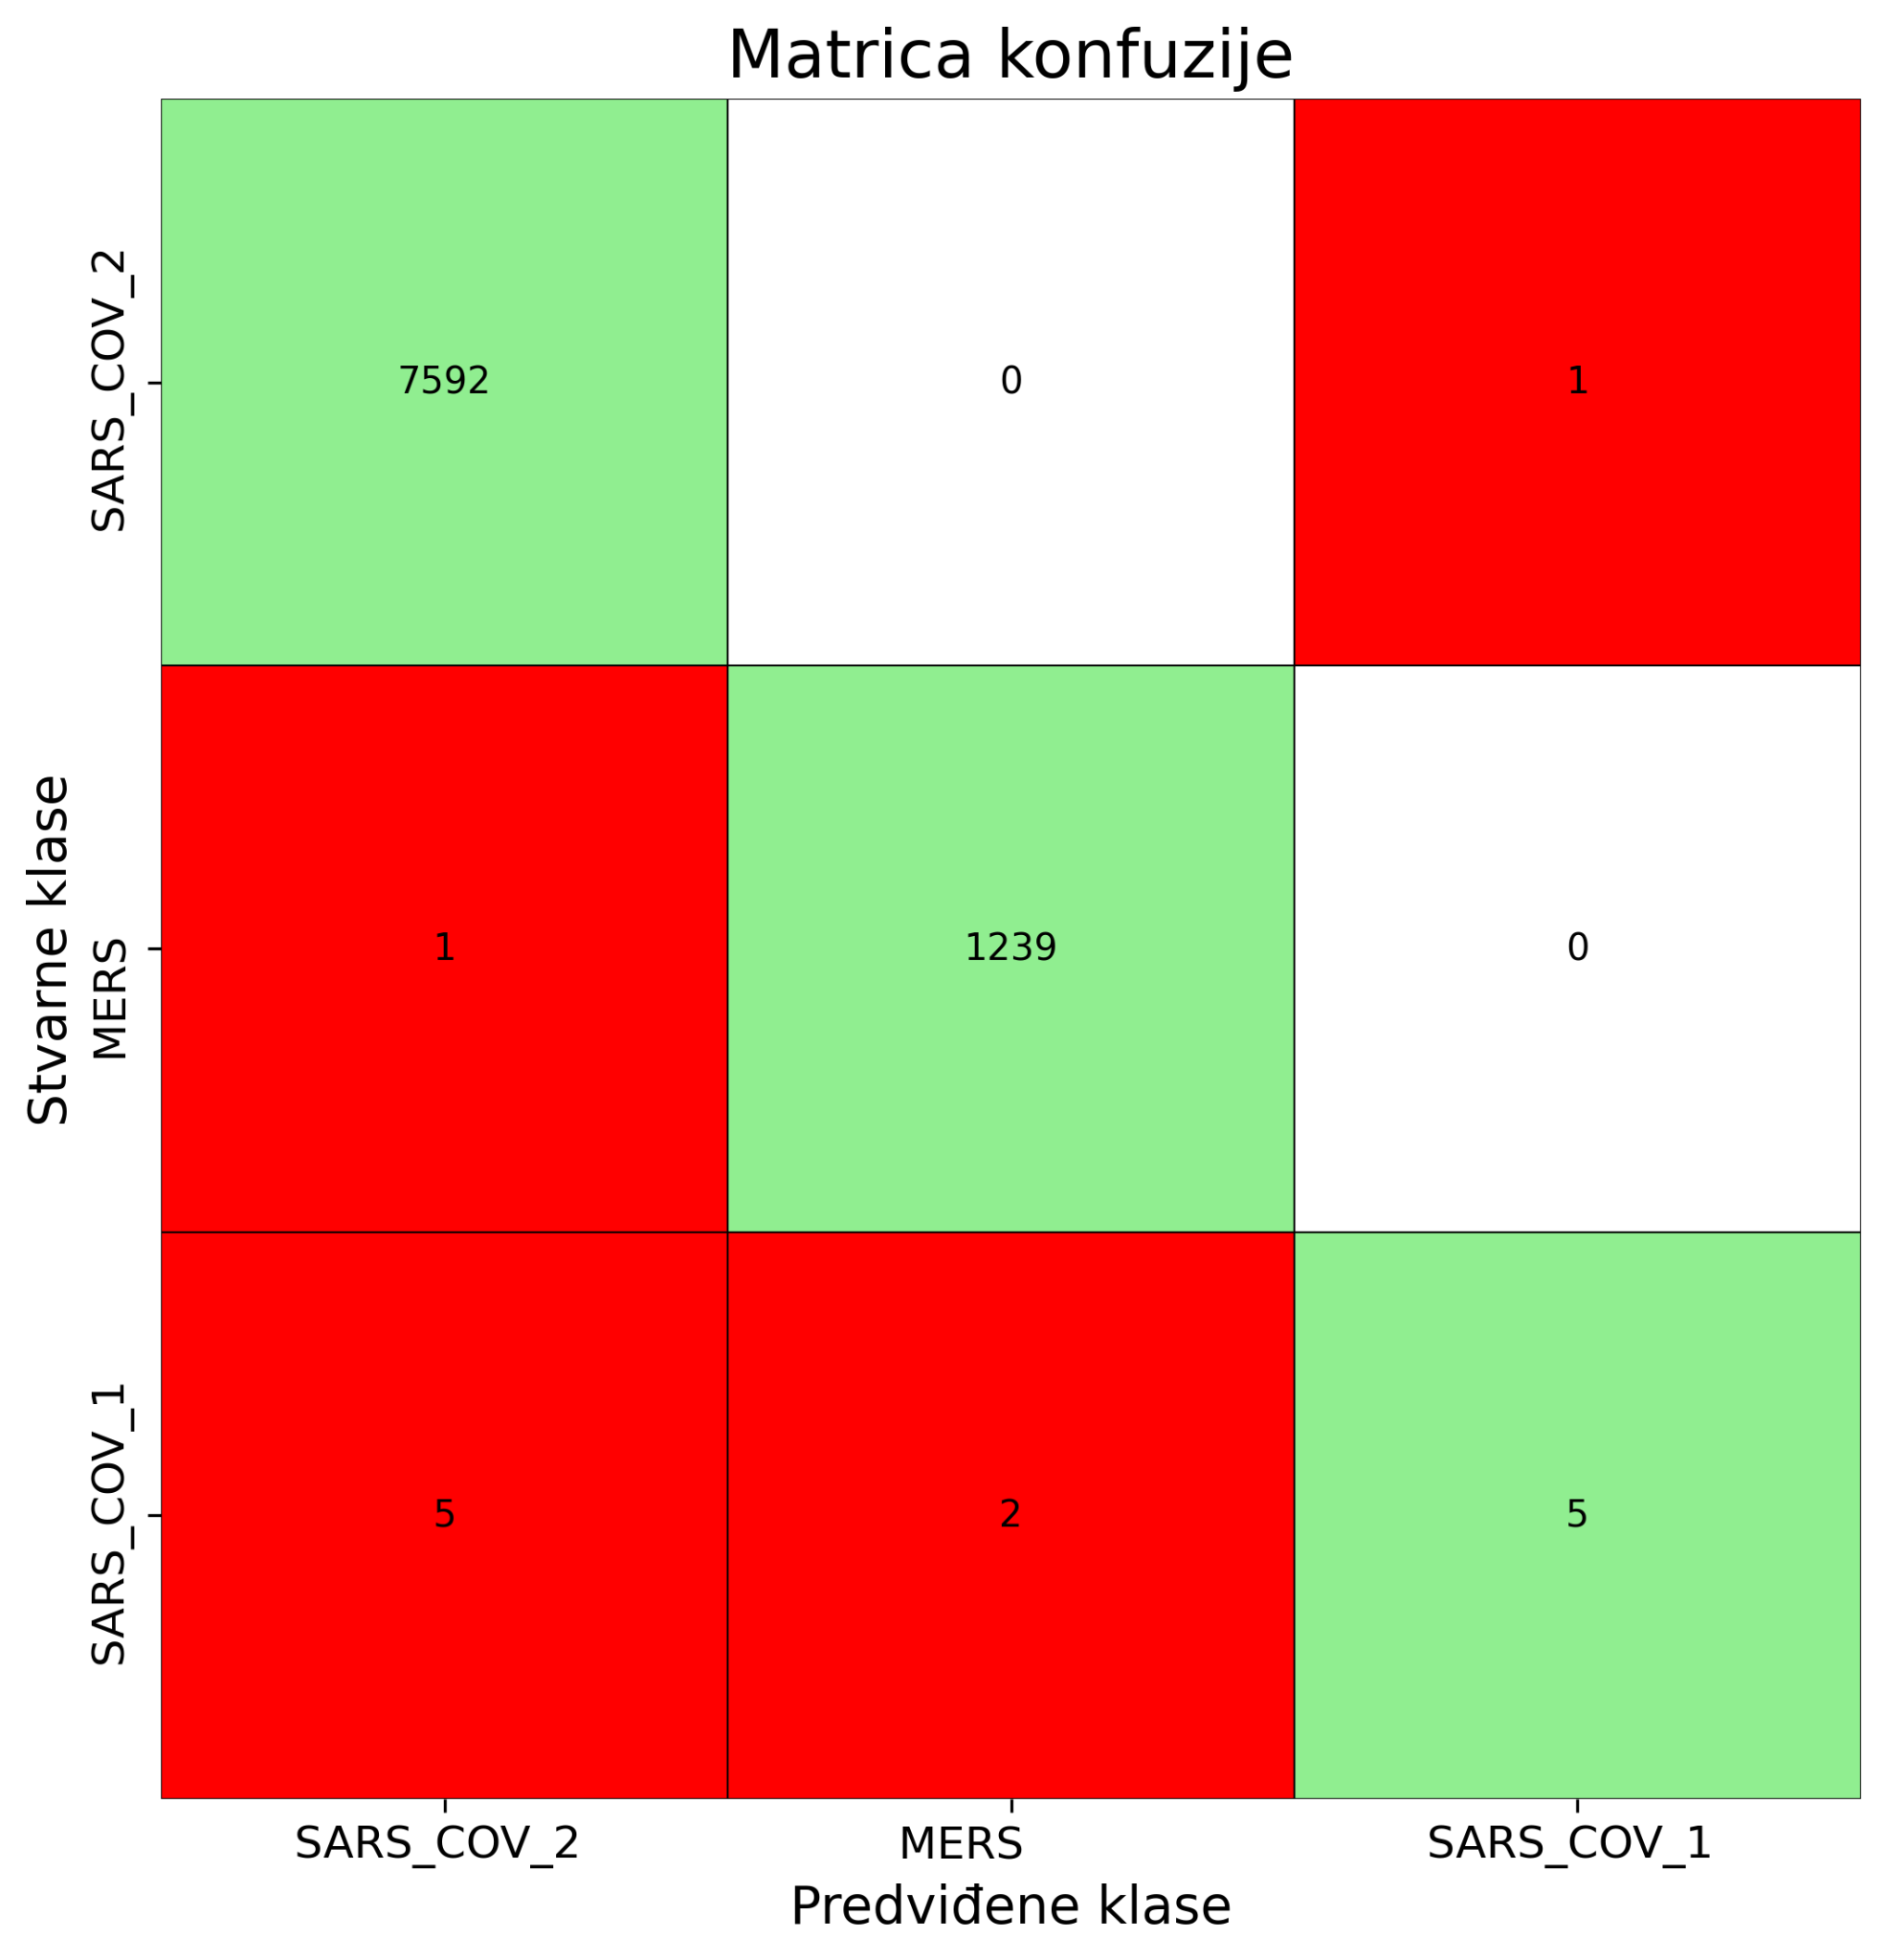 Matrica konfuzije
Stvarne klase
SARS_COV_2
7592
0
1
MERS
1
1239
0
SARS_COV_1
5
2
5
SARS_COV_2
MERS
SARS_COV_1
Predviđene klase